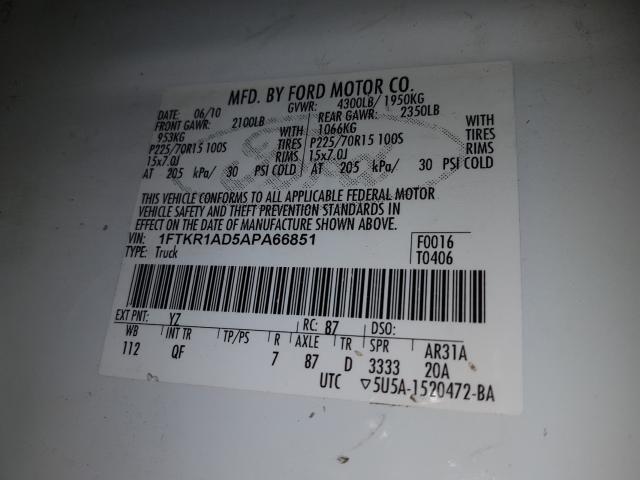 MFD. BY FORD MOTOR CO.
DATE: 06/10 GVWR: 4300LB/1950KG
FRONT GAWR: 2100LB REAR GAWR: 2350LB
953KG WITH 1066KG WITH
P225/70R15 100S TIRES P225/70R15 100S TIRES
15x7.0J RIMS 15x7.0J RIMS
AT 205 kPa/ 30 PSI COLD AT 205 kPa/ 30 PSI COLD
THIS VEHICLE CONFORMS TO ALL APPLICABLE FEDERAL MOTOR
VEHICLE SAFETY AND THEFT PREVENTION STANDARDS IN
EFFECT ON THE DATE OF MANUFACTURE SHOWN ABOVE.
VIN: 1FTKR1AD5APA66851 F0016
TYPE: Truck T0406
EXT PNT: YZ RC: 87 DSO:
WB INT TR TP/PS R AXLE TR SPR AR31A
112 QF 7 87 D 3333 20A
UTC ▽5U5A-1520472-BA